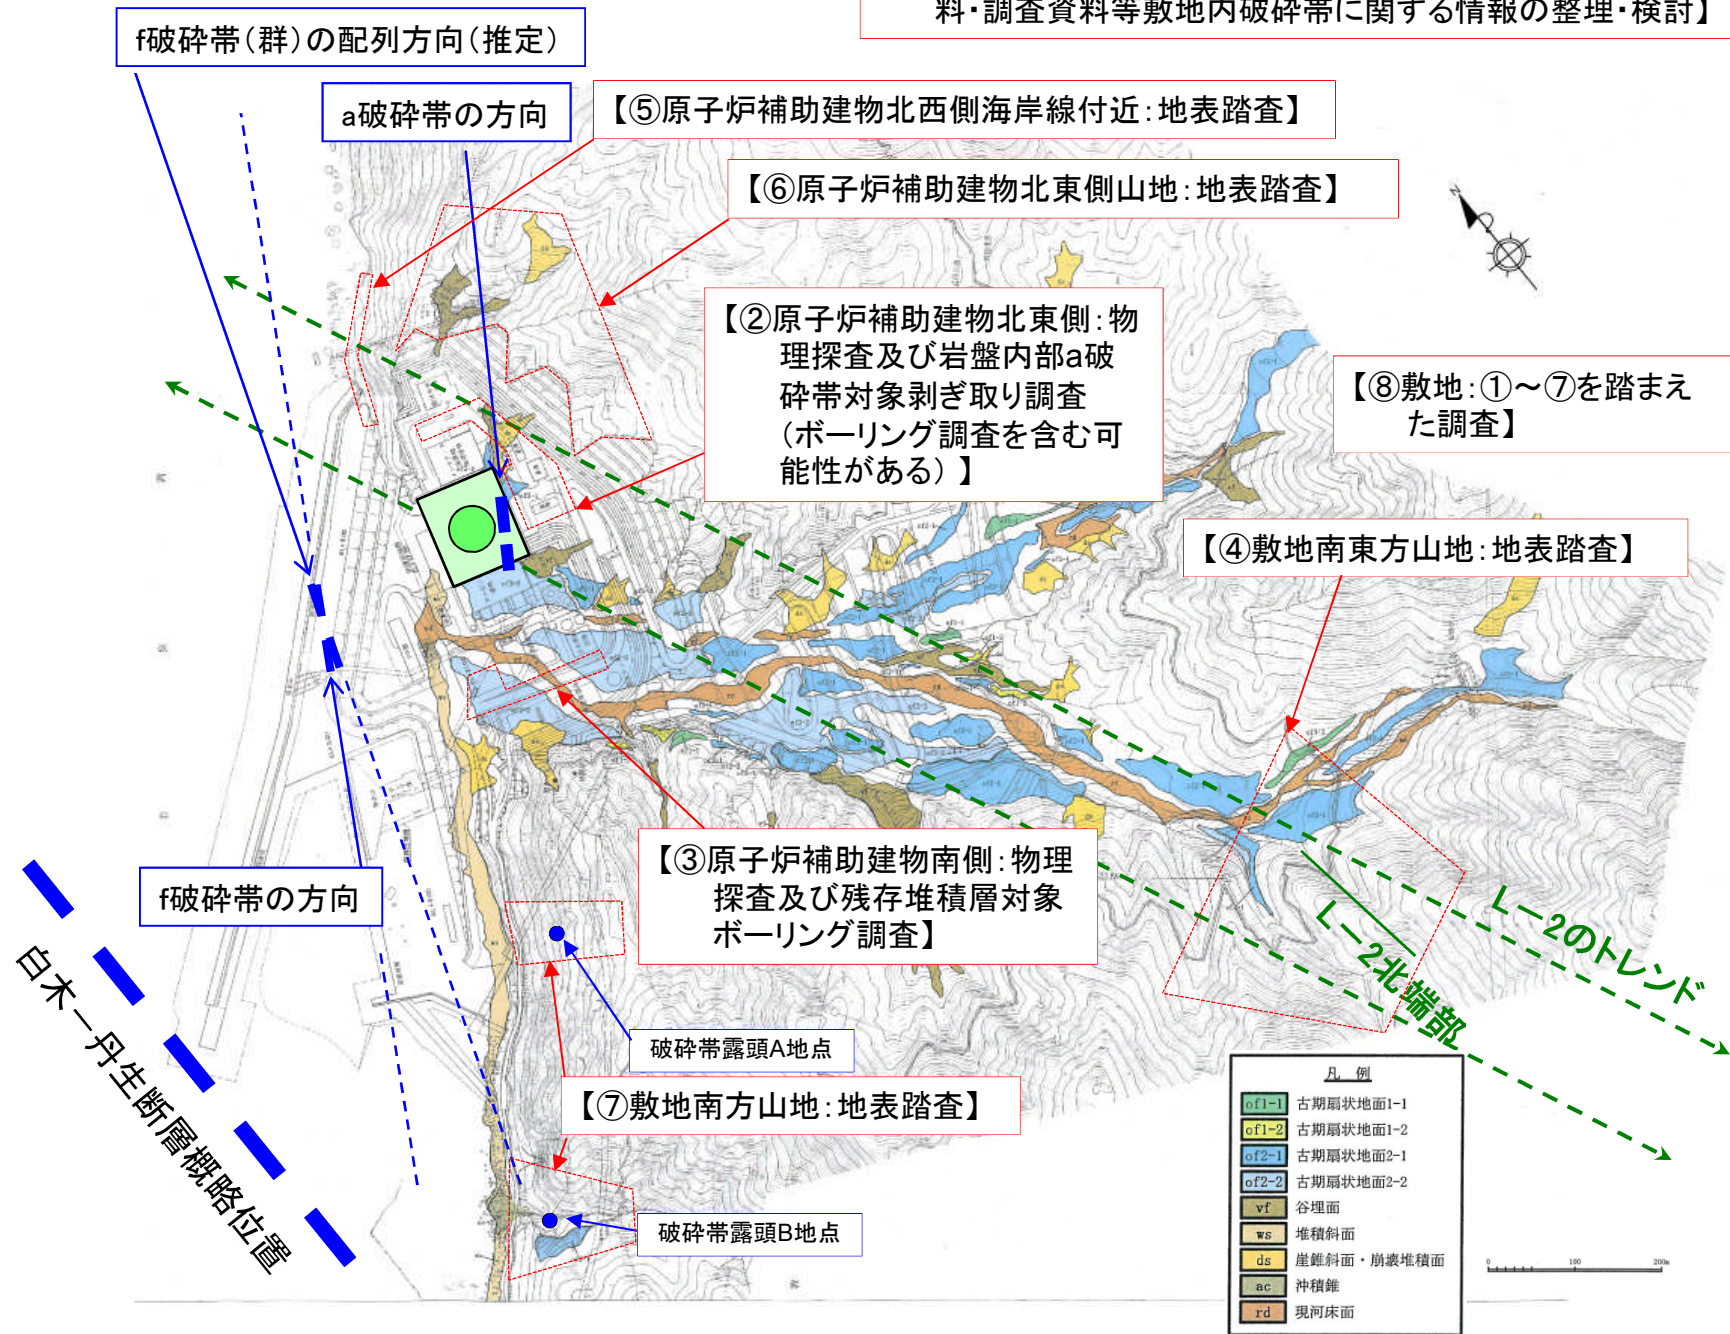 料・調査資料等敷地内破砕帯に関する情報の整理・検討】
f破砕帯(群)の配列方向(推定)
a破砕帯の方向
【⑤原子炉補助建物北西側海岸線付近:地表踏査】
【⑥原子炉補助建物北東側山地:地表踏査】
N
【②原子炉補助建物北東側:物
理探査及び岩盤内部a破
砕帯対象剥ぎ取り調査
(ボーリング調査を含む可
能性がある) 】
【⑧敷地:①~⑦を踏まえ
た調査】
【④敷地南東方山地:地表踏査】
【③原子炉補助建物南側:物理
探査及び残存堆積層対象
ボーリング調査】
f破砕帯の方向
白木ー丹生断層概略位置
L-2のトレンド
L-2北端部
破砕帯露頭A地点
【⑦敷地南方山地:地表踏査】
破砕帯露頭B地点
凡 例
of1-1 古期扇状地面1-1
of1-2 古期扇状地面1-2
of2-1 古期扇状地面2-1
of2-2 古期扇状地面2-2
vf 谷埋面
ws 堆積斜面
ds 崖錐斜面・崩壊堆積面
ac 沖積錐
rd 現河床面
0 100 200m